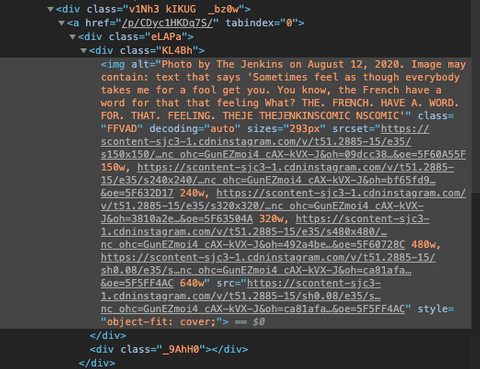 ▼<div class="v1Nh3 kIKUG  _bz0w">
▼<a href="/p/CDyc1HKDq7S/" tabindex="0">
▼<div class="eLAPa">
▼<div class="KL4Bh">
<img alt="Photo by The Jenkins on August 12, 2020. Image may
contain: text that says 'Sometimes feel as though everybody
takes me for a fool get you. You know, the French have a
word for that that feeling What? THE. FRENCH. HAVE A. WORD.
FOR. THAT. FEELING. THEJE THEJENKINSCOMIC NSCOMIC'" class=
"FFVAD" decoding="auto" sizes="293px" srcset="https://
scontent-sjc3-1.cdninstagram.com/v/t51.2885-15/e35/
s150x150/…nc_ohc=GunEZmoi4_cAX-kVX-J&oh=09dcc38…&oe=5F60A55F
150w, https://scontent-sjc3-1.cdninstagram.com/v/t51.2885-
15/e35/s240x240/…nc_ohc=GunEZmoi4_cAX-kVX-J&oh=bf65fd9…
&oe=5F632D17 240w, https://scontent-sjc3-1.cdninstagram.com/
v/t51.2885-15/e35/s320x320/…nc_ohc=GunEZmoi4_cAX-kVX-
J&oh=3810a2e…&oe=5F63504A 320w, https://scontent-sjc3-
1.cdninstagram.com/v/t51.2885-15/e35/s480x480/…
nc_ohc=GunEZmoi4_cAX-kVX-J&oh=492a4be…&oe=5F60728C 480w,
https://scontent-sjc3-1.cdninstagram.com/v/t51.2885-15/
sh0.08/e35/s…nc_ohc=GunEZmoi4_cAX-kVX-J&oh=ca81afa…
&oe=5F5FF4AC 640w" src="https://scontent-sjc3-
1.cdninstagram.com/v/t51.2885-15/sh0.08/e35/s…
nc_ohc=GunEZmoi4_cAX-kVX-J&oh=ca81afa…&oe=5F5FF4AC" style=
"object-fit: cover;"> == $0
</div>
<div class="_9AhH0"></div>
</div>